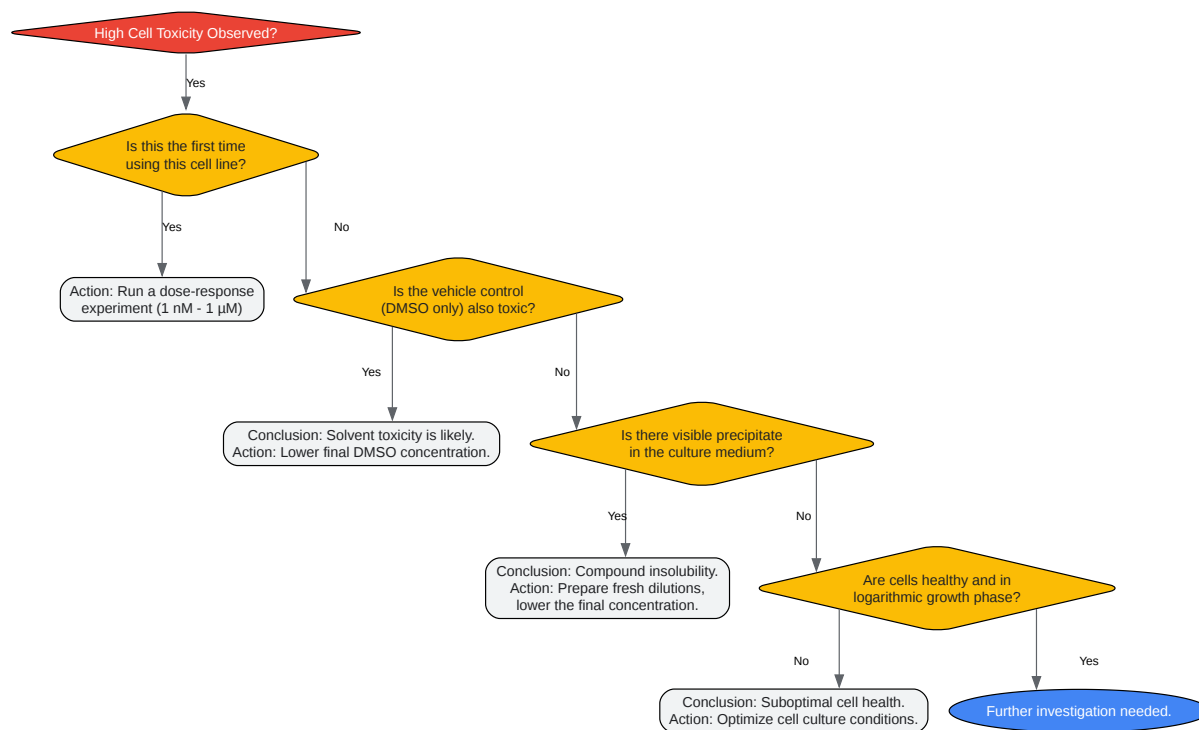 High Cell Toxicity Observed?
Yes
Is this the first time
using this cell line?
Yes
No
Action: Run a dose-response
experiment (1 nM - 1 µM)
Is the vehicle control
(DMSO only) also toxic?
Yes
No
Conclusion: Solvent toxicity is likely.
Action: Lower final DMSO concentration.
Is there visible precipitate
in the culture medium?
Yes
No
Conclusion: Compound insolubility.
Action: Prepare fresh dilutions,
lower the final concentration.
Are cells healthy and in
logarithmic growth phase?
No
Yes
Conclusion: Suboptimal cell health.
Action: Optimize cell culture conditions.
Further investigation needed.